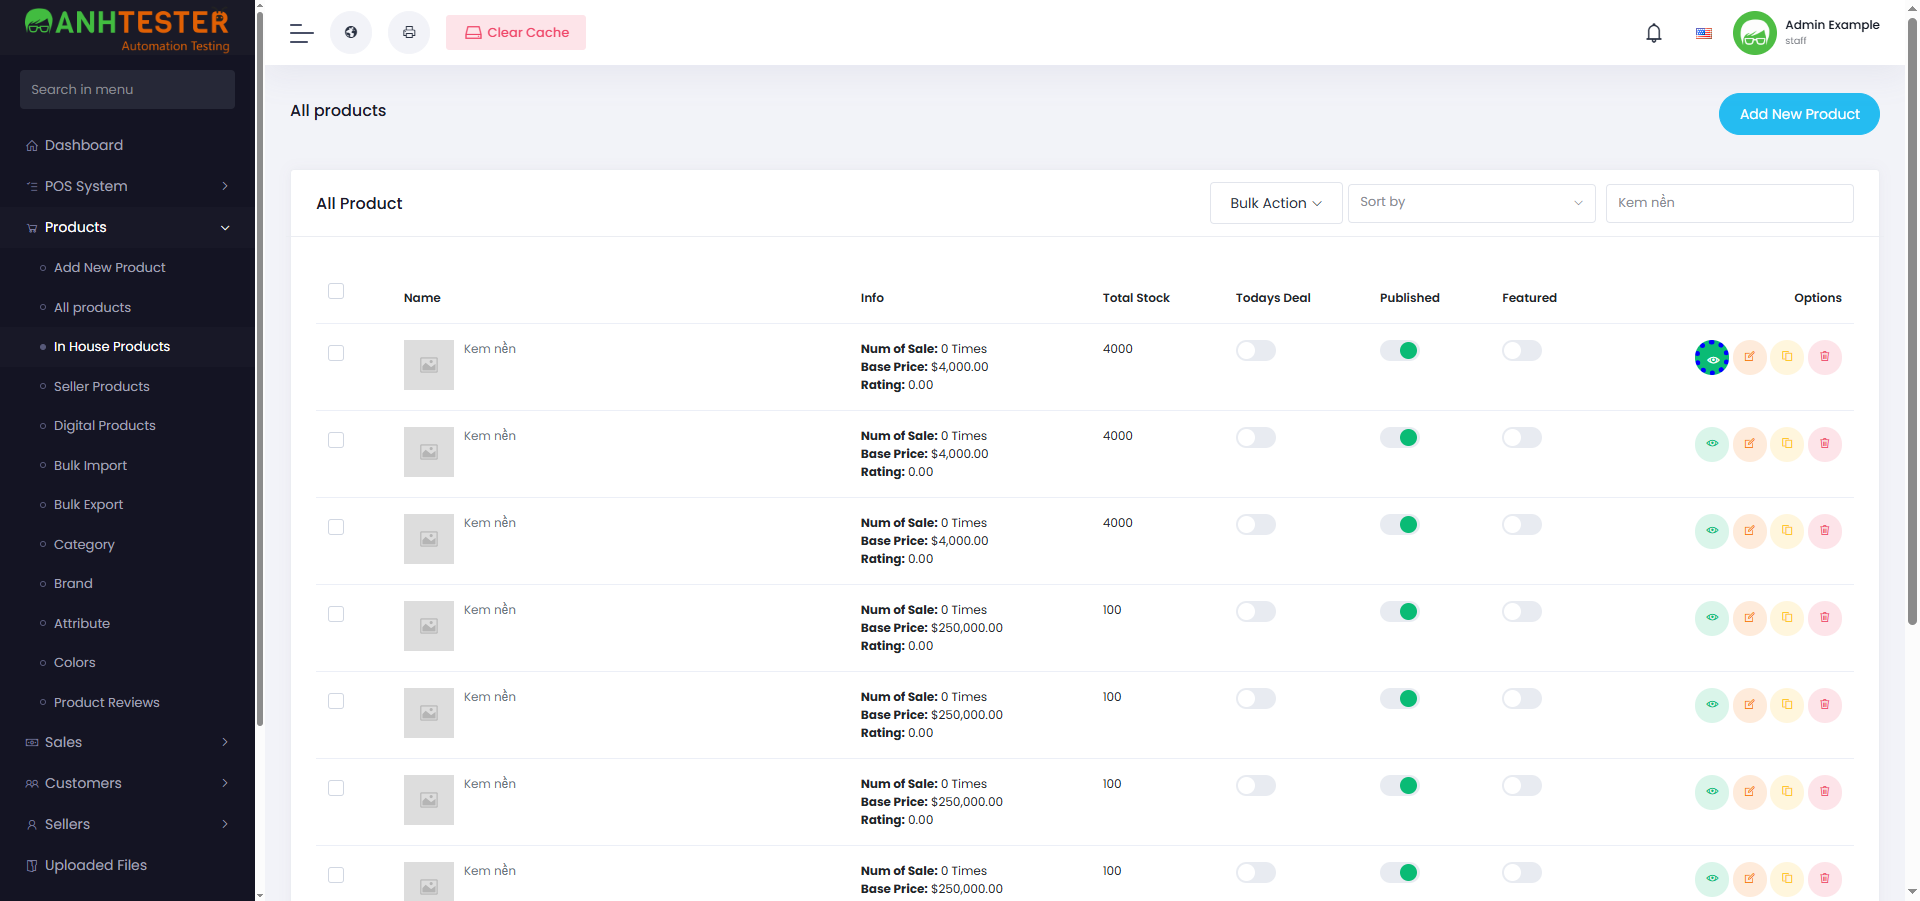 ANHTESTER
Automation Testing
Search in menu
Dashboard
POS System
Products
Add New Product
All products
In House Products
Seller Products
Digital Products
Bulk Import
Bulk Export
Category
Brand
Attribute
Colors
Product Reviews
Sales
Customers
Sellers
Uploaded Files
Clear Cache
Admin Example
staff
All products
Add New Product
All Product
Bulk Action
Sort by
Kem nền
Name Info Total Stock Todays Deal Published Featured Options
Kem nền
Num of Sale: 0 Times
Base Price: $4,000.00
Rating: 0.00
4000
Kem nền
Num of Sale: 0 Times
Base Price: $4,000.00
Rating: 0.00
4000
Kem nền
Num of Sale: 0 Times
Base Price: $4,000.00
Rating: 0.00
4000
Kem nền
Num of Sale: 0 Times
Base Price: $250,000.00
Rating: 0.00
100
Kem nền
Num of Sale: 0 Times
Base Price: $250,000.00
Rating: 0.00
100
Kem nền
Num of Sale: 0 Times
Base Price: $250,000.00
Rating: 0.00
100
Kem nền
Num of Sale: 0 Times
Base Price: $250,000.00
100